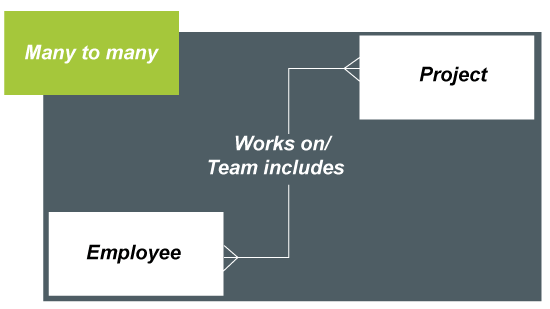 Many to many
Project
Works on/
Team includes
Employee